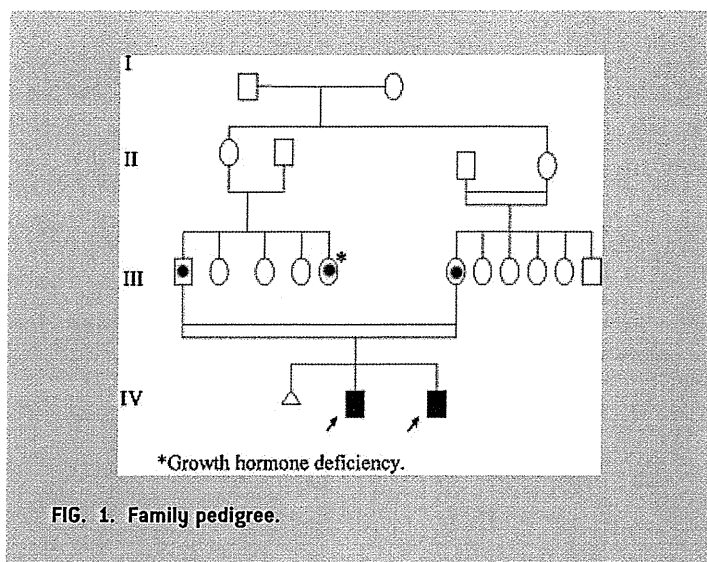 I
II
*
III
IV
*Growth hormone deficiency.
FIG. 1. Family pedigree.